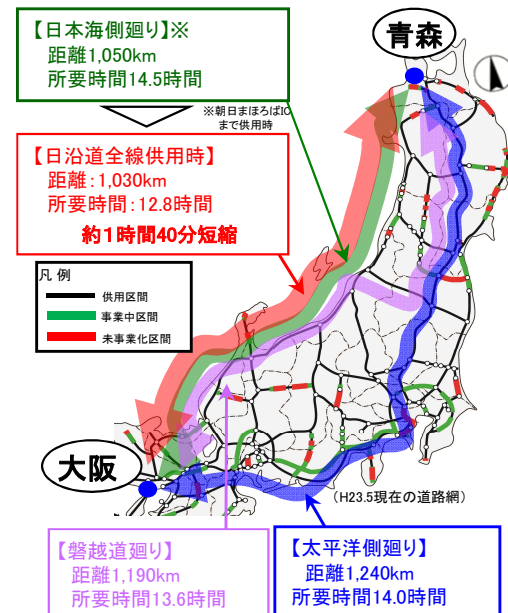 【日本海側廻り】※
距離1,050km
所要時間14.5時間
※朝日まほろばIC
まで供用時
青森
【日沿道全線供用時】
距離:1,030km
所要時間:12.8時間
約1時間40分短縮
凡 例
供用区間
事業中区間
未事業化区間
大阪
(H23.5現在の道路網)
【磐越道廻り】
距離1,190km
所要時間13.6時間
【太平洋側廻り】
距離1,240km
所要時間14.0時間